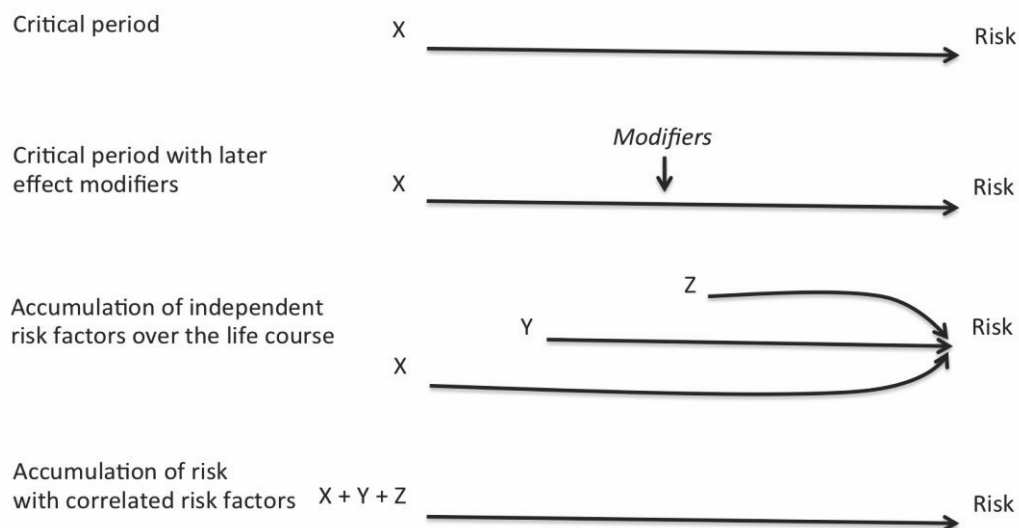 Critical period X Risk
Modifiers
Critical period with later
effect modifiers X Risk
Z
Accumulation of independent
risk factors over the life course Y Risk
X
Accumulation of risk
with correlated risk factors X + Y + Z Risk